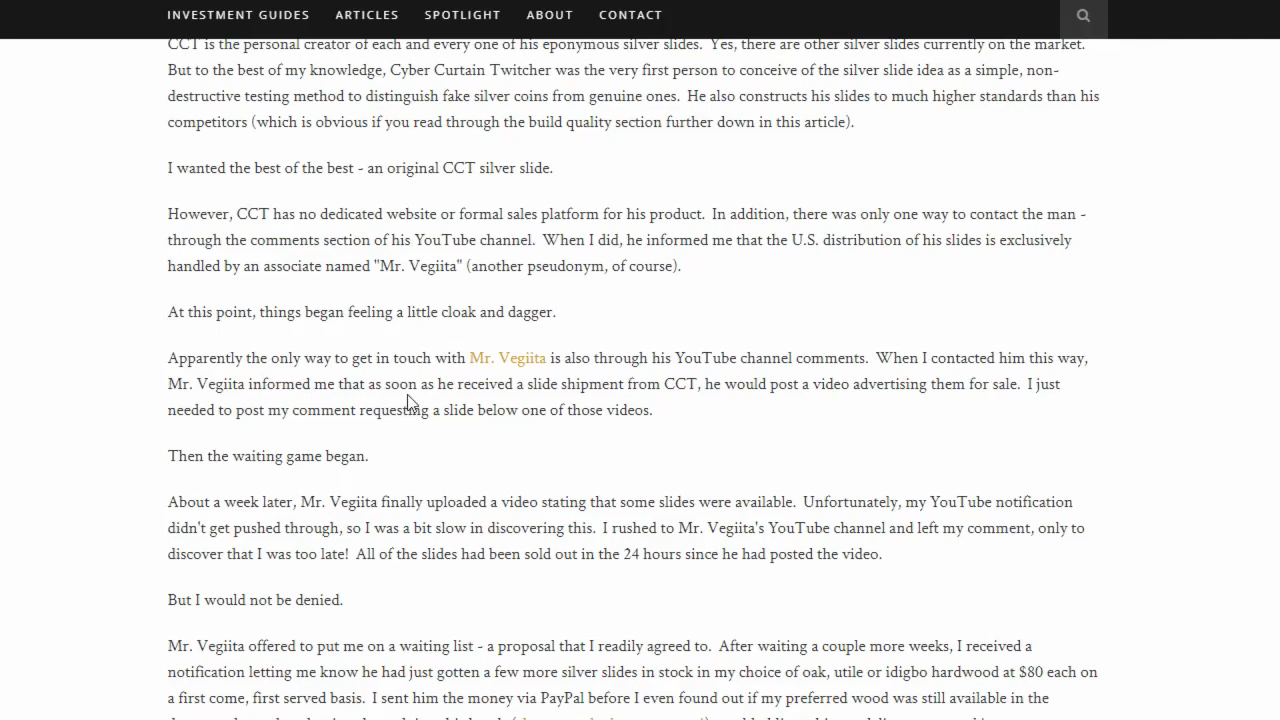 INVESTMENT GUIDES ARTICLES SPOTLIGHT ABOUT CONTACT
CCT is the personal creator of each and every one of his eponymous silver slides.  Yes, there are other silver slides currently on the market.
But to the best of my knowledge, Cyber Curtain Twitcher was the very first person to conceive of the silver slide idea as a simple, non-
destructive testing method to distinguish fake silver coins from genuine ones.  He also constructs his slides to much higher standards than his
competitors (which is obvious if you read through the build quality section further down in this article).
I wanted the best of the best - an original CCT silver slide.
However, CCT has no dedicated website or formal sales platform for his product.  In addition, there was only one way to contact the man -
through the comments section of his YouTube channel.  When I did, he informed me that the U.S. distribution of his slides is exclusively
handled by an associate named "Mr. Vegiita" (another pseudonym, of course).
At this point, things began feeling a little cloak and dagger.
Apparently the only way to get in touch with Mr. Vegiita is also through his YouTube channel comments.  When I contacted him this way,
Mr. Vegiita informed me that as soon as he received a slide shipment from CCT, he would post a video advertising them for sale.  I just
needed to post my comment requesting a slide below one of those videos.
Then the waiting game began.
About a week later, Mr. Vegiita finally uploaded a video stating that some slides were available.  Unfortunately, my YouTube notification
didn't get pushed through, so I was a bit slow in discovering this.  I rushed to Mr. Vegiita's YouTube channel and left my comment, only to
discover that I was too late!  All of the slides had been sold out in the 24 hours since he had posted the video.
But I would not be denied.
Mr. Vegiita offered to put me on a waiting list - a proposal that I readily agreed to.  After waiting a couple more weeks, I received a
notification letting me know he had just gotten a few more silver slides in stock in my choice of oak, utile or idigbo hardwood at $80 each on
a first come, first served basis.  I sent him the money via PayPal before I even found out if my preferred wood was still available in the